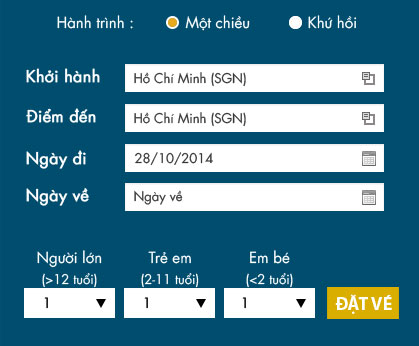 Hành trình : Một chiều Khứ hồi
Khởi hành Hồ Chí Minh (SGN)
Điểm đến Hồ Chí Minh (SGN)
Ngày đi 28/10/2014
Ngày về Ngày về
Người lớn Trẻ em Em bé
(>12 tuổi) (2-11 tuổi) (<2 tuổi)
1 1 1 ĐẶT VÉ